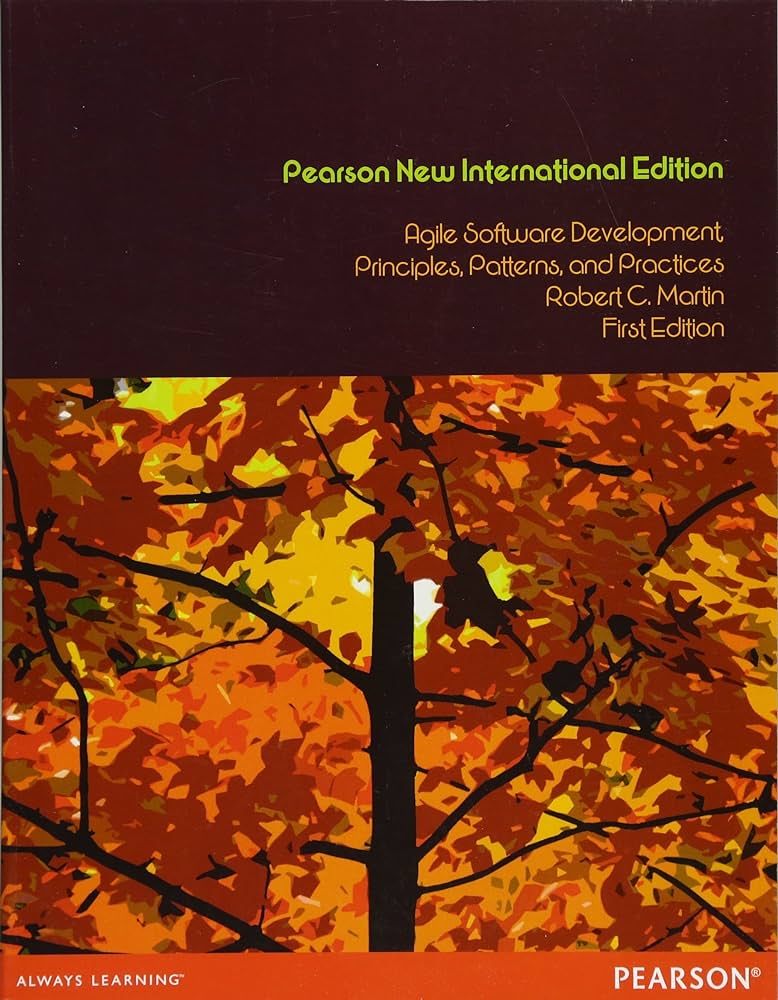 Pearson New International Edition
Agile Software Development,
Principles, Patterns, and Practices
Robert C. Martin
First Edition
ALWAYS LEARNING™
PEARSON®